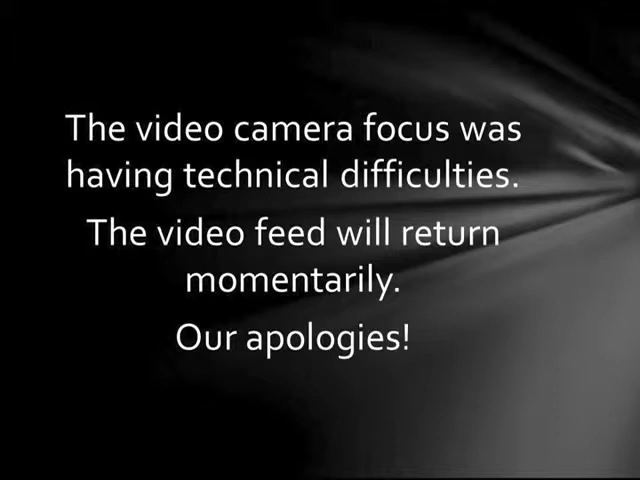 The video camera focus was
having technical difficulties.
The video feed will return
momentarily.
Our apologies!